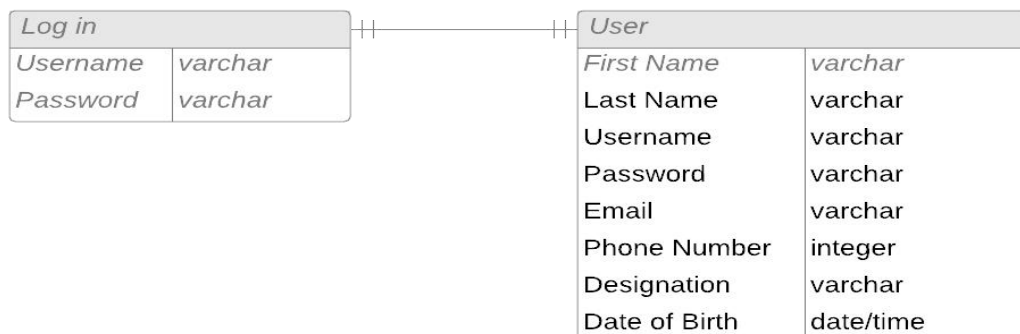 Log in
Username varchar
Password varchar
User
First Name varchar
Last Name varchar
Username varchar
Password varchar
Email varchar
Phone Number integer
Designation varchar
Date of Birth date/time